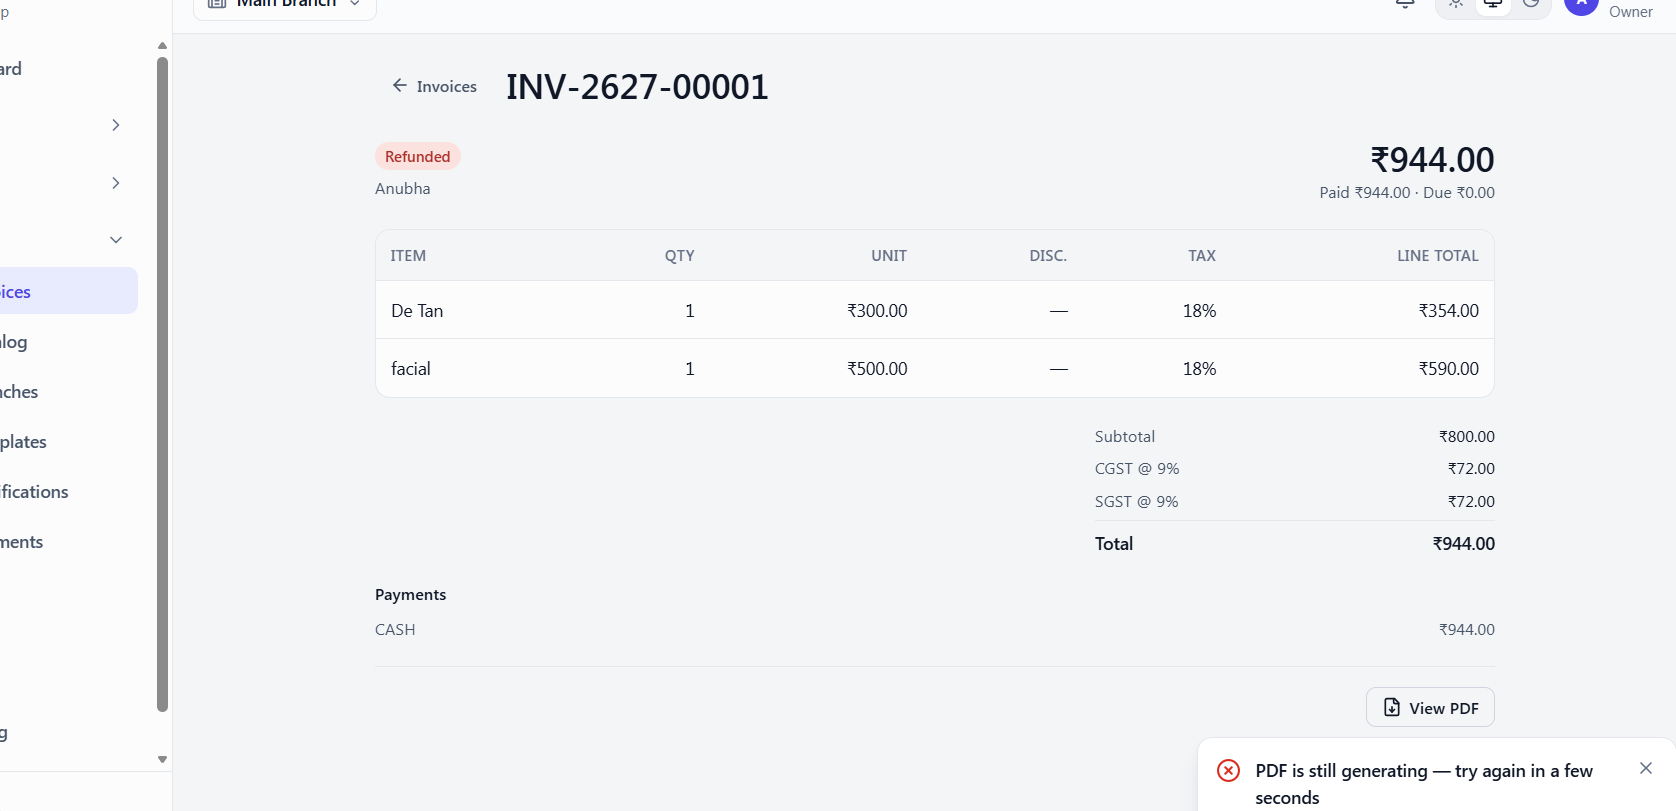 Main Branch
A
Owner
Invoices
INV-2627-00001
Refunded
Anubha
₹944.00
Paid ₹944.00 · Due ₹0.00
ITEM QTY UNIT DISC. TAX LINE TOTAL
De Tan 1 ₹300.00 — 18% ₹354.00
facial 1 ₹500.00 — 18% ₹590.00
Subtotal ₹800.00
CGST @ 9% ₹72.00
SGST @ 9% ₹72.00
Total ₹944.00
Payments
CASH ₹944.00
View PDF
PDF is still generating — try again in a few
seconds
p
ard
ices
log
nches
plates
ifications
ments
g